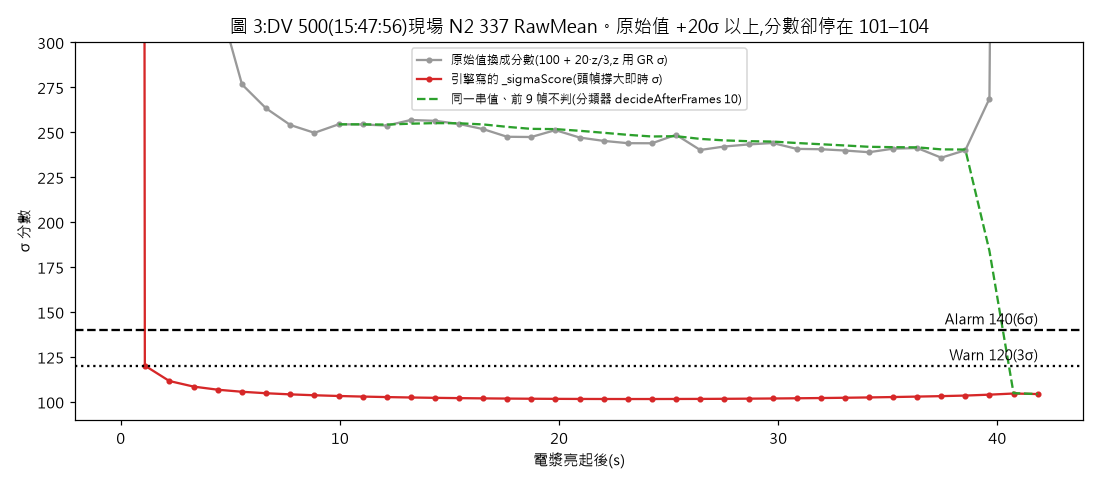 圖 3:DV 500(15:47:56)現場 N2 337 RawMean。原始值 +20σ 以上,分數卻停在 101–104
原始值換成分數(100 + 20·z/3,z 用 GR σ)
引擎寫的 _sigmaScore(頭幀撐大即時 σ)
同一串值、前 9 幀不判(分類器 decideAfterFrames 10)
300
275
250
225
200
175
150
125
100
σ 分數
Alarm 140(6σ)
Warn 120(3σ)
0
10
20
30
40
電漿亮起後(s)